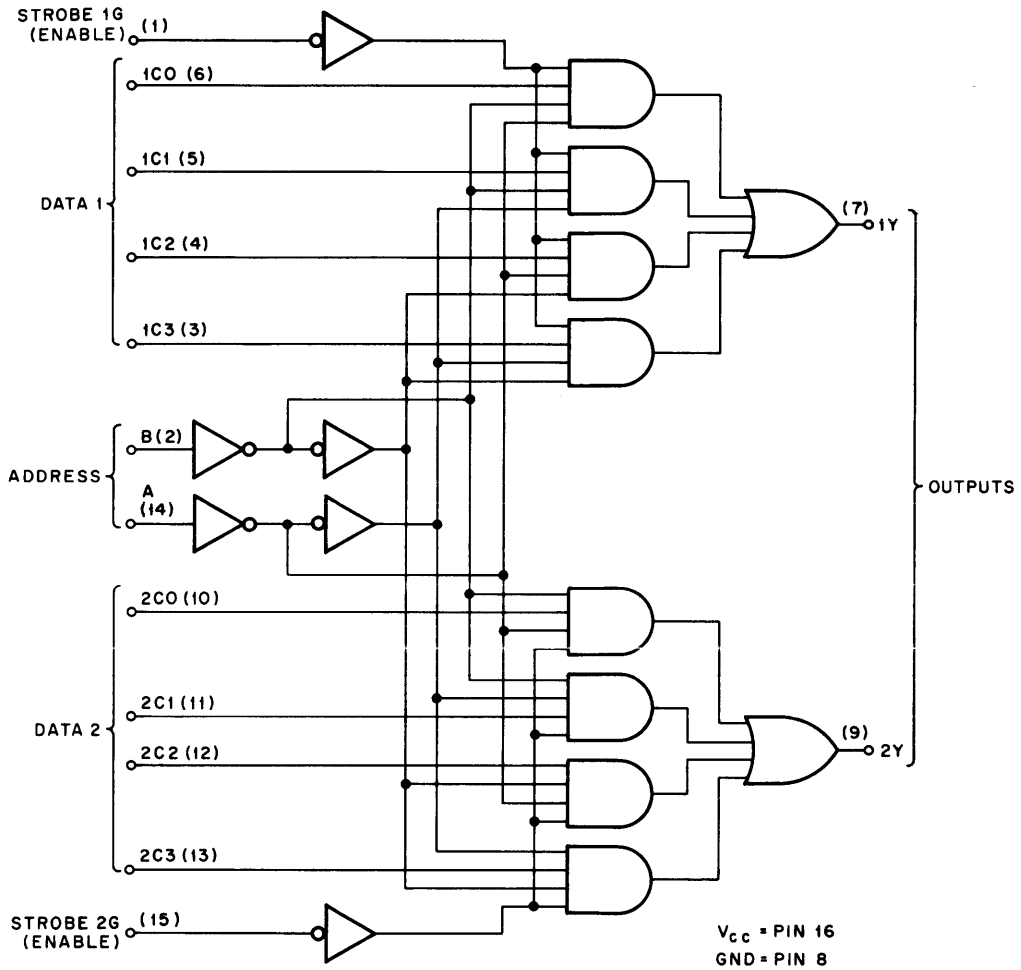 STROBE 1G
(ENABLE)
(1)
1C0 (6)
1C1 (5)
DATA 1
1C2 (4)
1C3 (3)
(7)
1Y
B(2)
ADDRESS
A
(14)
OUTPUTS
2C0 (10)
2C1 (11)
DATA 2
2C2 (12)
(9)
2Y
2C3 (13)
STROBE 2G
(ENABLE)
(15)
VCC = PIN 16
GND = PIN 8